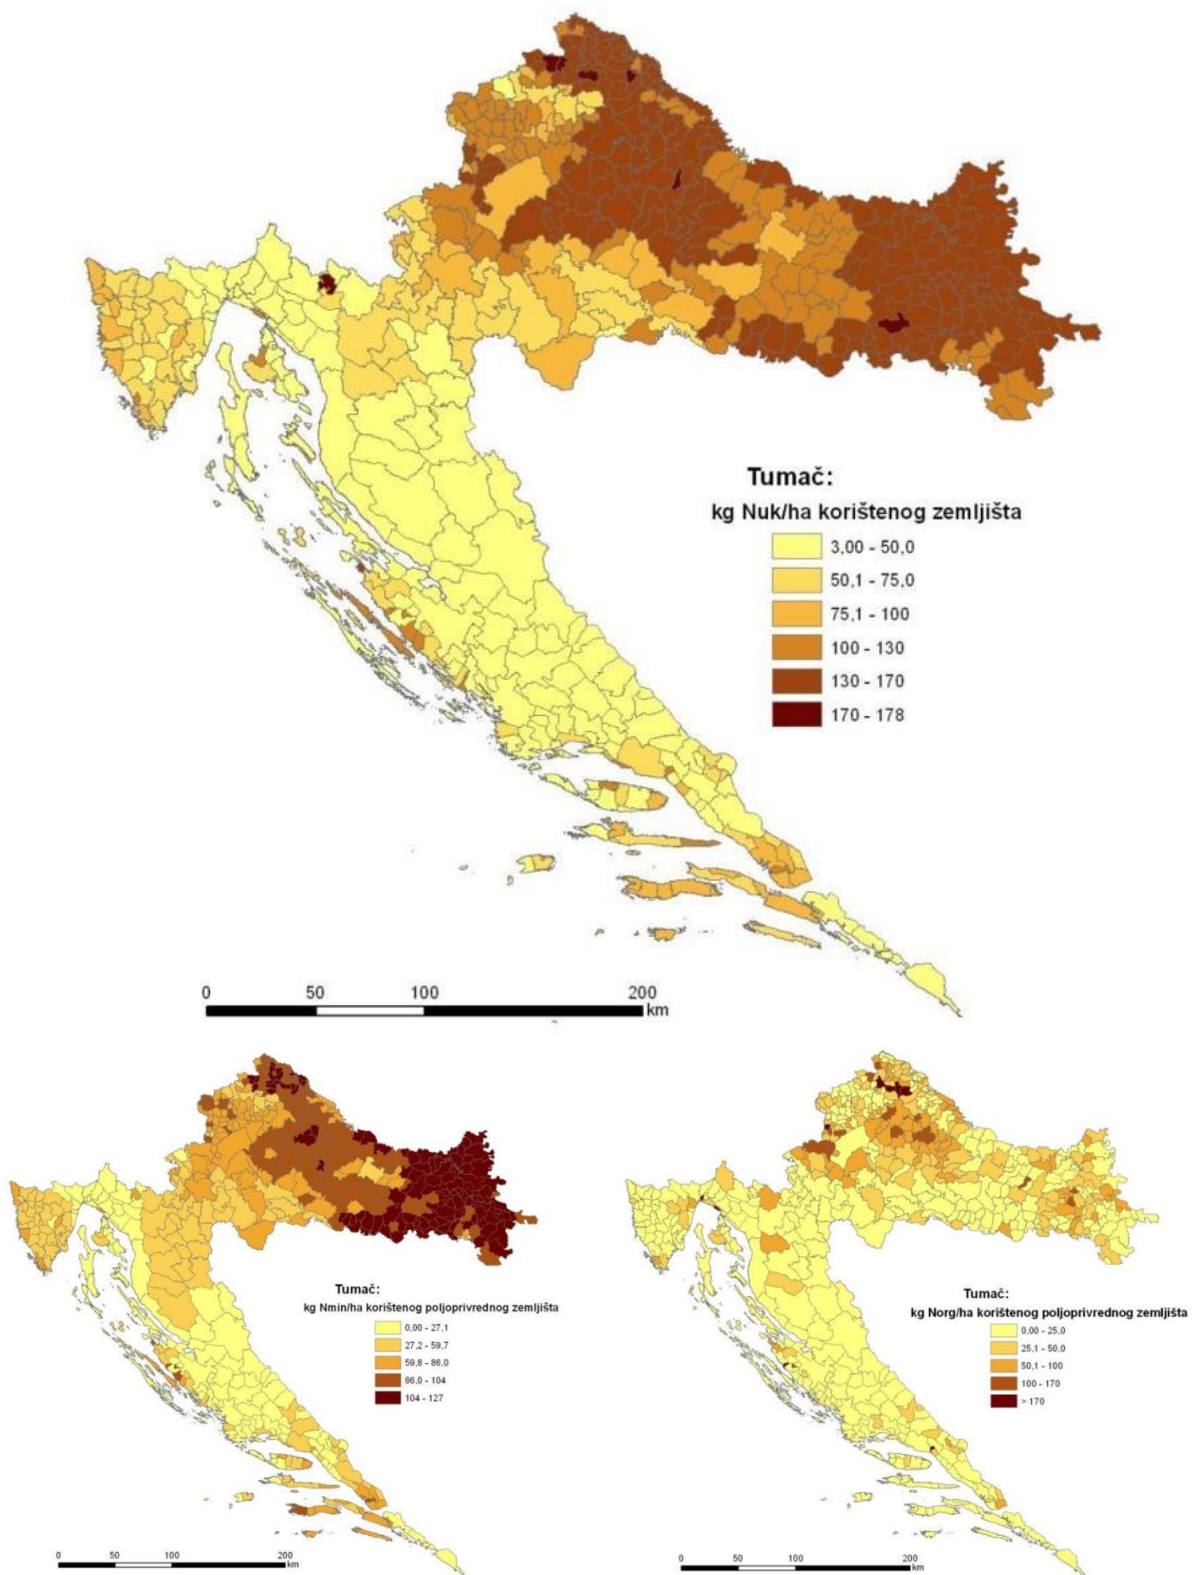 Tumač:
kg Nuk/ha korištenog zemljišta
3,00 - 50,0
50,1 - 75,0
75,1 - 100
100 - 130
130 - 170
170 - 178
0 50 100 200
km
Tumač:
kg Nmin/ha korištenog poljoprivrednog zemljišta
0,00 - 27,1
27,2 - 59,7
59,8 - 86,0
86,0 - 104
104 - 127
0 50 100 200
km
Tumač:
kg Norg/ha korištenog poljoprivrednog zemljišta
0,00 - 25,0
25,1 - 50,0
50,1 - 100
100 - 170
> 170
0 50 100 200
km